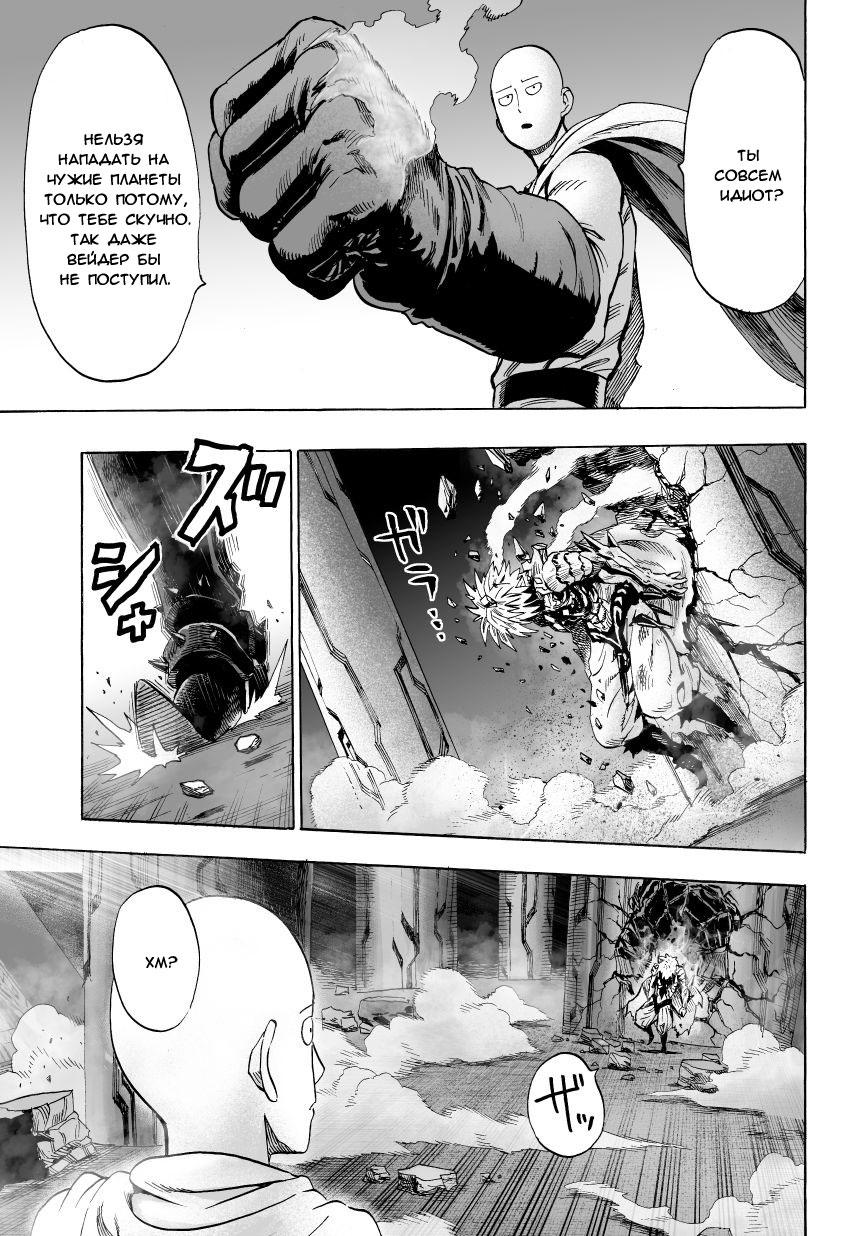 ТЫ
СОВСЕМ
ИДИОТ?
НЕЛЬЗЯ
НАПАДАТЬ НА
ЧУЖИЕ ПЛАНЕТЫ
ТОЛЬКО ПОТОМУ,
ЧТО ТЕБЕ СКУЧНО.
ТАК ДАЖЕ
ВЕЙДЕР БЫ
НЕ ПОСТУПИЛ.
ガラ…
ズシャ
ХМ?
ザッ